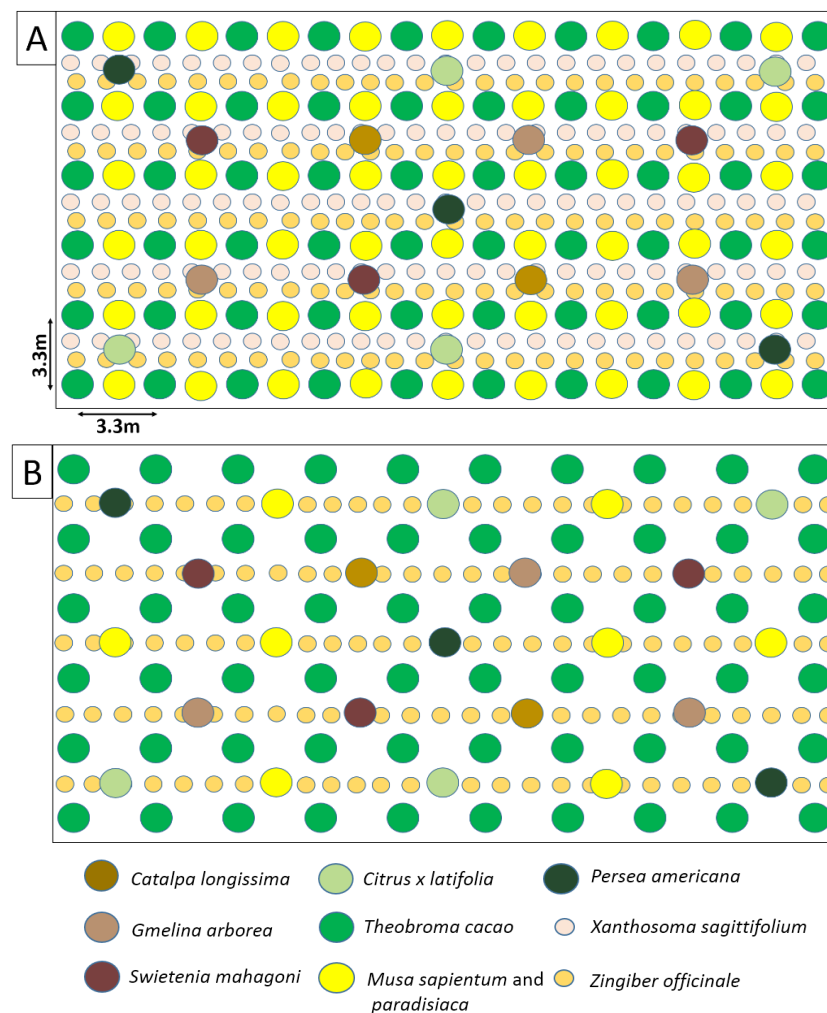 A
3.3m
3.3m
B
Catalpa longissima
Citrus x latifolia
Persea americana
Gmelina arborea
Theobroma cacao
Xanthosoma sagittifolium
Swietenia mahagoni
Musa sapientum and
paradisiaca
Zingiber officinale